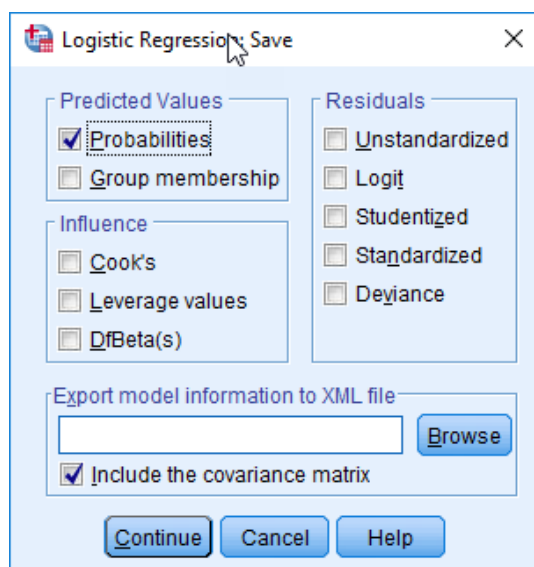 Logistic Regression: Save
Predicted Values
Probabilities
Group membership
Influence
Cook's
Leverage values
DfBeta(s)
Residuals
Unstandardized
Logit
Studentized
Standardized
Deviance
Export model information to XML file
Browse
Include the covariance matrix
Continue Cancel Help